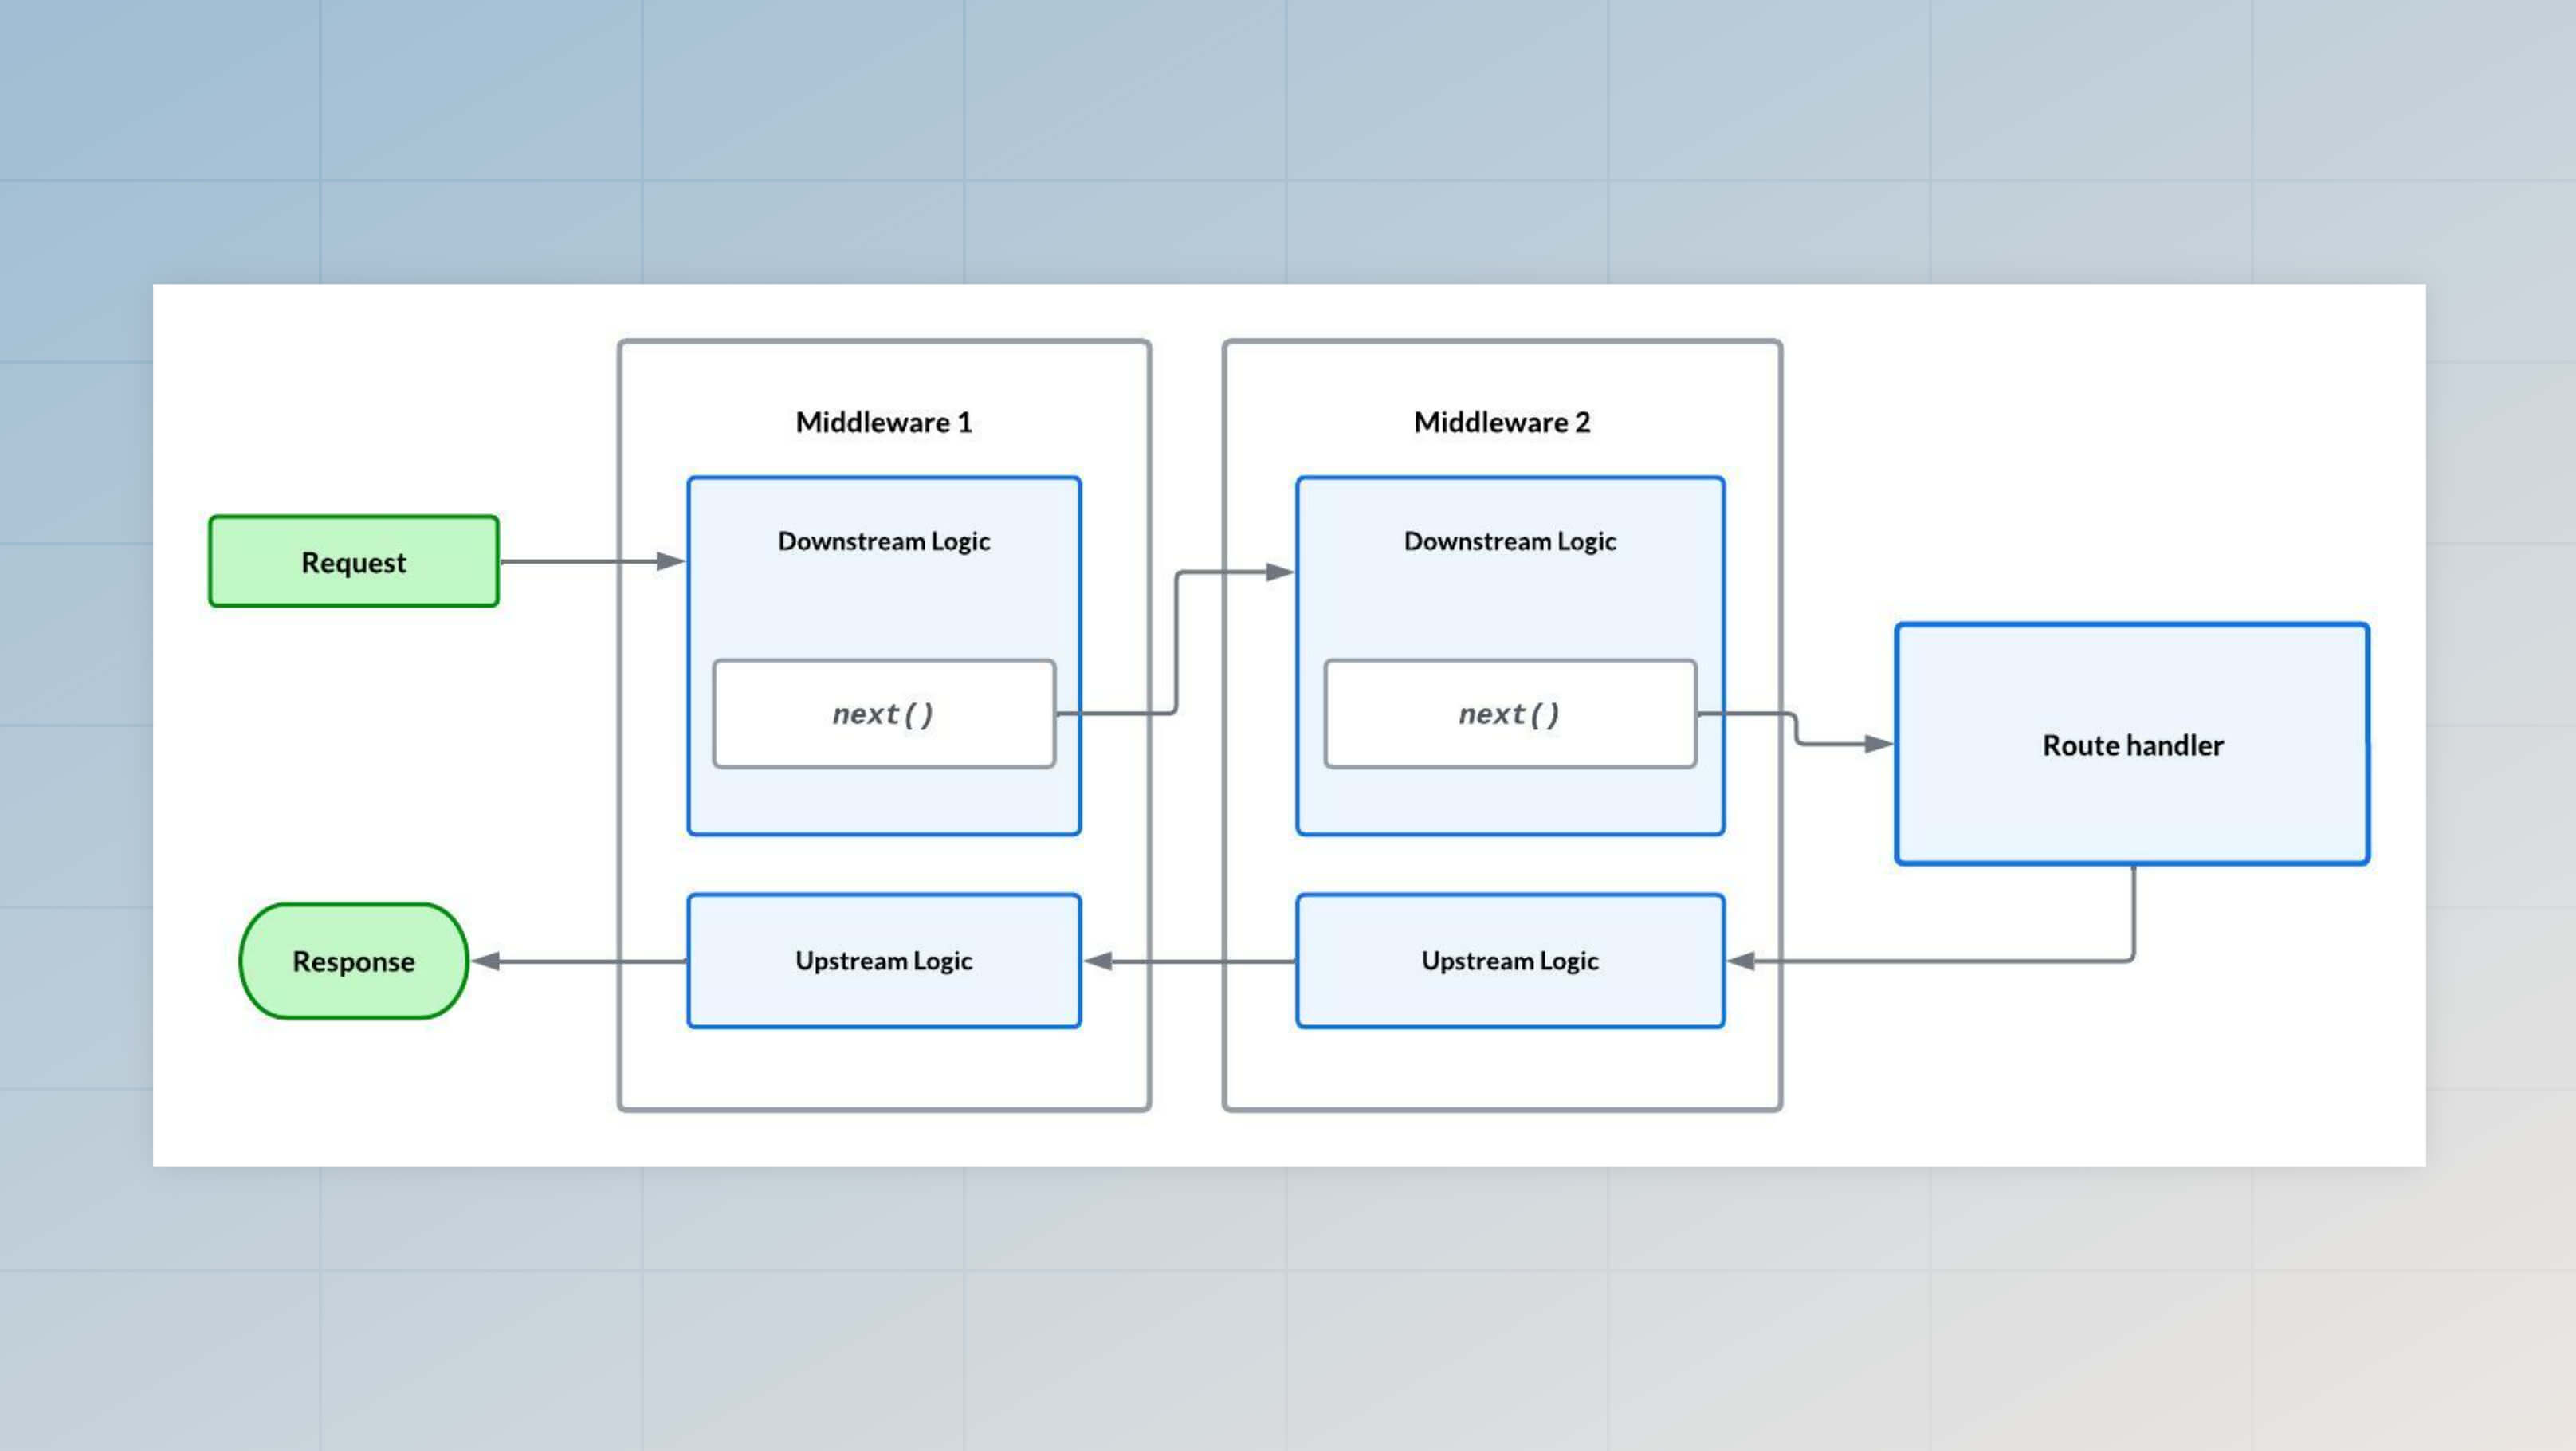 Middleware 1
Middleware 2
Downstream Logic
Downstream Logic
Request
next()
next()
Route handler
Response
Upstream Logic
Upstream Logic